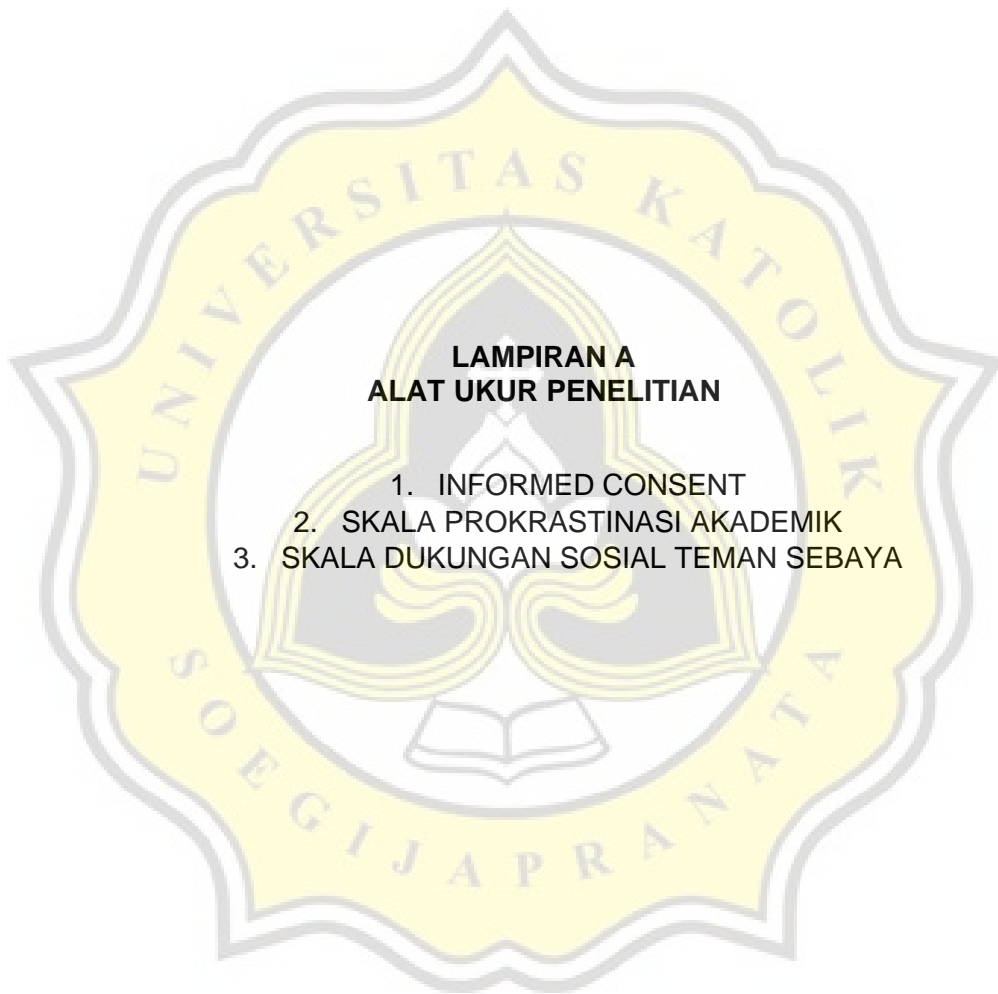 UNIVERSITAS KATOLIK
LAMPIRAN A
ALAT UKUR PENELITIAN
1. INFORMED CONSENT
2. SKALA PROKRASTINASI AKADEMIK
3. SKALA DUKUNGAN SOSIAL TEMAN SEBAYA
SOEGIJAPRANATA